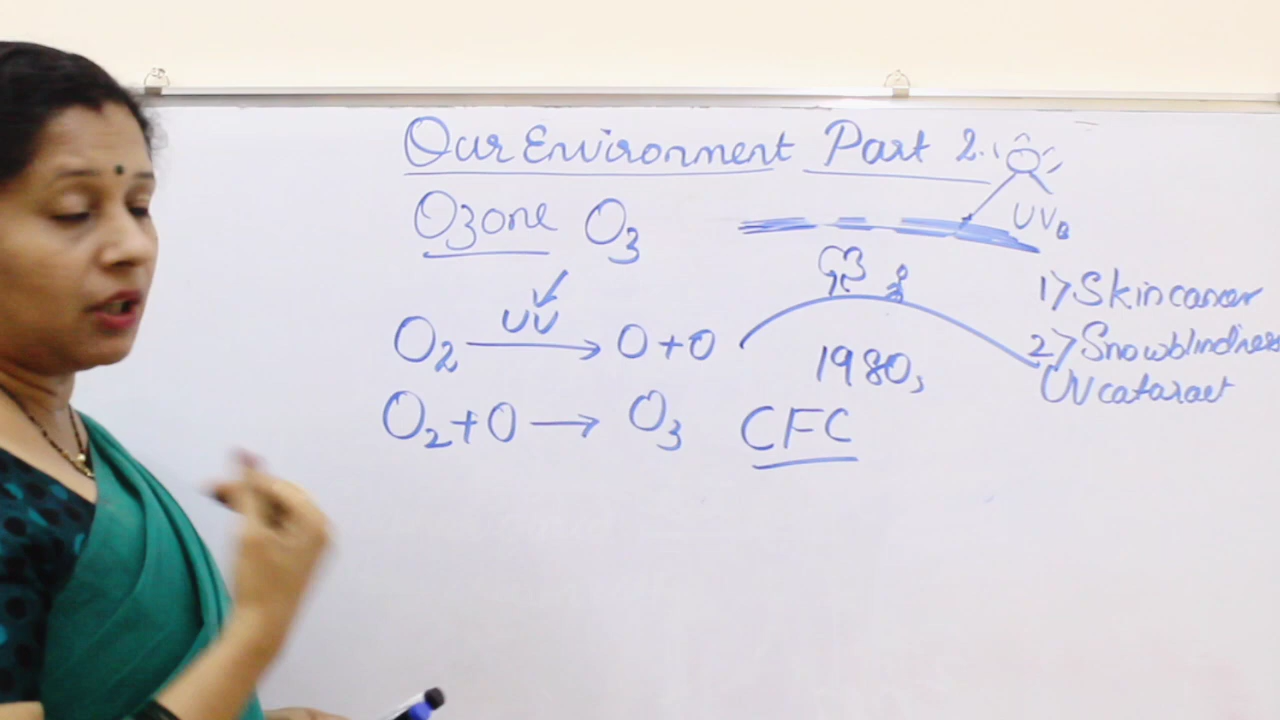 Our Environment Part 2.
Ozone O3
UVB
O2 UV → O + O
O2 + O → O3
1980,
CFC
1) Skin cancer
2) Snowblindness
UV cataract